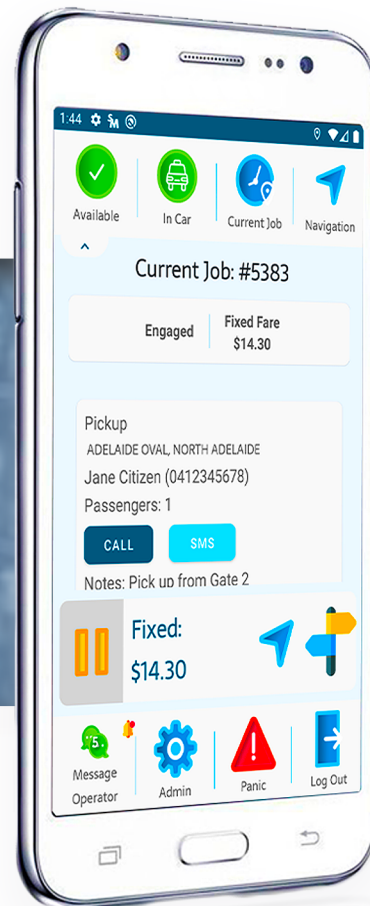 1:44
Available
In Car
Current Job
Navigation
Current Job: #5383
Engaged
Fixed Fare
$14.30
Pickup
ADELAIDE OVAL, NORTH ADELAIDE
Jane Citizen (0412345678)
Passengers: 1
CALL
SMS
Notes: Pick up from Gate 2
Fixed:
$14.30
5
Message
Operator
Admin
Panic
Log Out